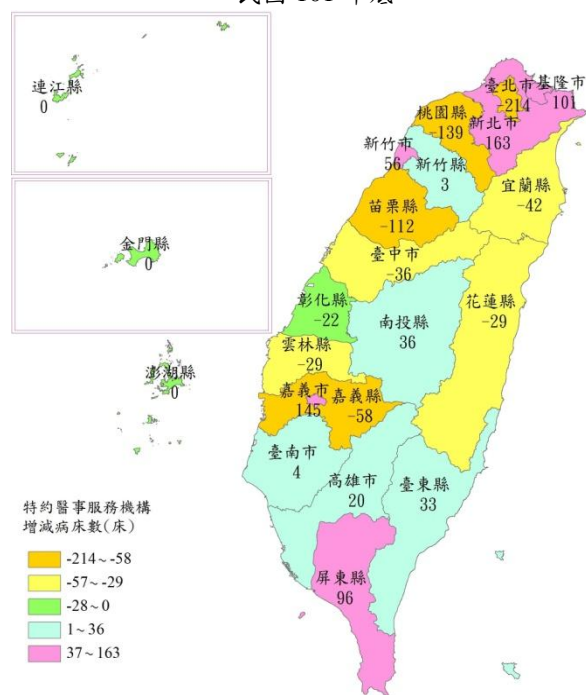 連江縣
0
金門縣
0
澎湖縣
0
臺北市
-214
基隆市
101
桃園縣
-139
新北市
163
新竹市
56
新竹縣
3
宜蘭縣
-42
苗栗縣
-112
臺中市
-36
彰化縣
-22
南投縣
36
花蓮縣
-29
雲林縣
-29
嘉義市
145
嘉義縣
-58
臺南市
4
高雄市
20
臺東縣
33
屏東縣
96
特約醫事服務機構
增減病床數(床)
-214~-58
-57~-29
-28~0
1~36
37~163